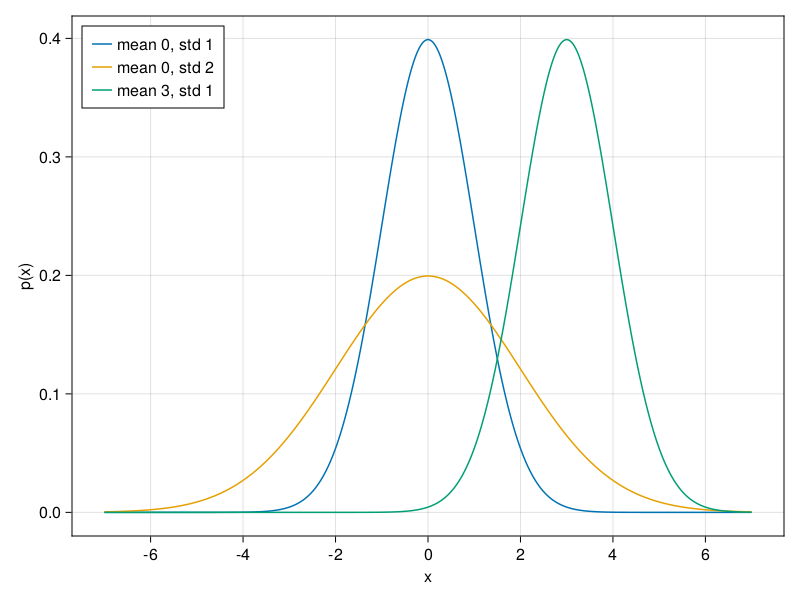 mean 0, std 1
mean 0, std 2
mean 3, std 1
0.4
0.3
0.2
0.1
0.0
p(x)
-6 -4 -2 0 2 4 6
x